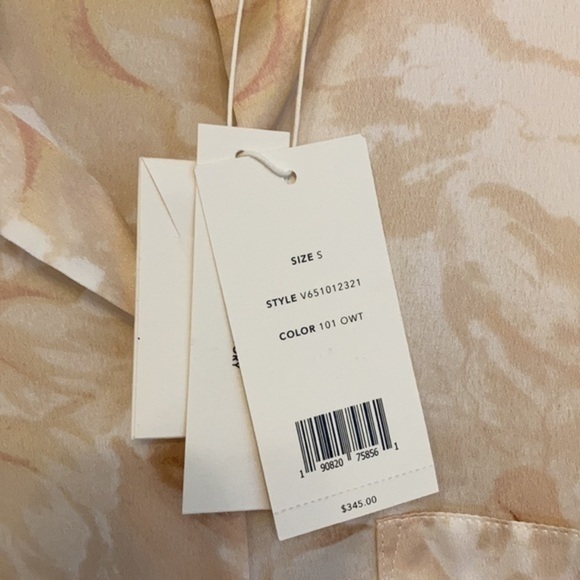 SIZE S
STYLE V651012321
COLOR 101 OWT
1 90820 75856 1
$345.00